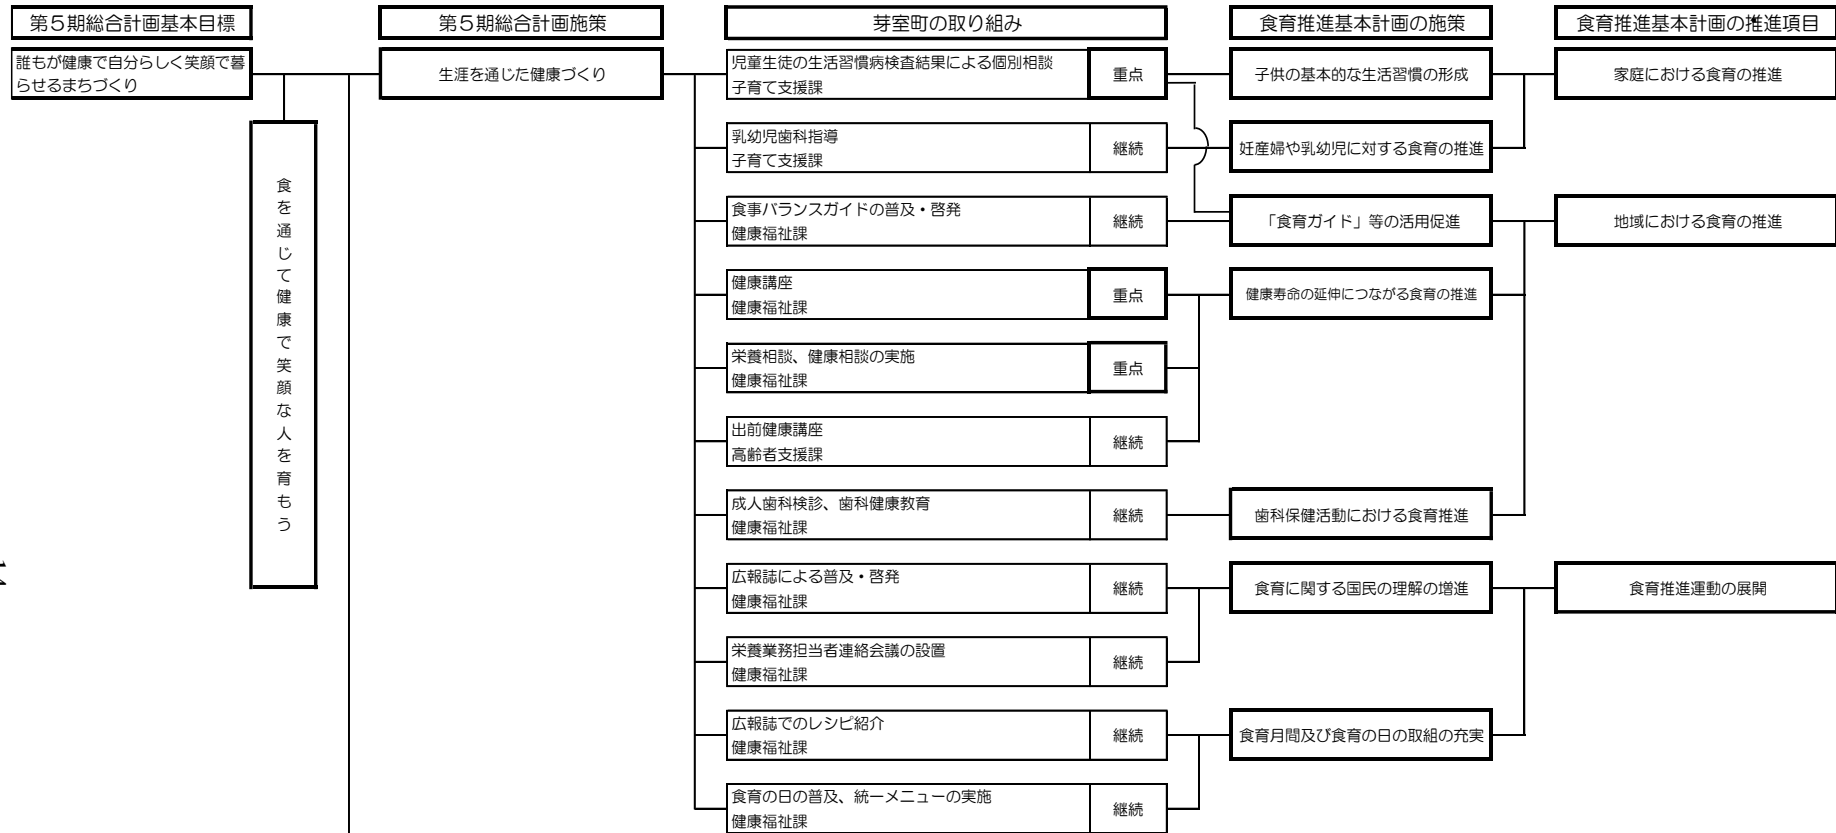 第５期総合計画基本目標
第５期総合計画施策
芽室町の取り組み
食育推進基本計画の施策
食育推進基本計画の推進項目
誰もが健康で自分らしく笑顔で暮
らせるまちづくり
生涯を通じた健康づくり
児童生徒の生活習慣病検査結果による個別相談
子育て支援課
重点
子供の基本的な生活習慣の形成
家庭における食育の推進
食を通じて健康で笑顔な人を育もう
乳幼児歯科指導
子育て支援課
継続
妊産婦や乳幼児に対する食育の推進
食事バランスガイドの普及・啓発
健康福祉課
継続
「食育ガイド」等の活用促進
地域における食育の推進
健康講座
健康福祉課
重点
健康寿命の延伸につながる食育の推進
栄養相談、健康相談の実施
健康福祉課
重点
出前健康講座
高齢者支援課
継続
成人歯科検診、歯科健康教育
健康福祉課
継続
歯科保健活動における食育推進
広報誌による普及・啓発
健康福祉課
継続
食育に関する国民の理解の増進
食育推進運動の展開
栄養業務担当者連絡会議の設置
健康福祉課
継続
広報誌でのレシピ紹介
健康福祉課
継続
食育月間及び食育の日の取組の充実
食育の日の普及、統一メニューの実施
健康福祉課
継続